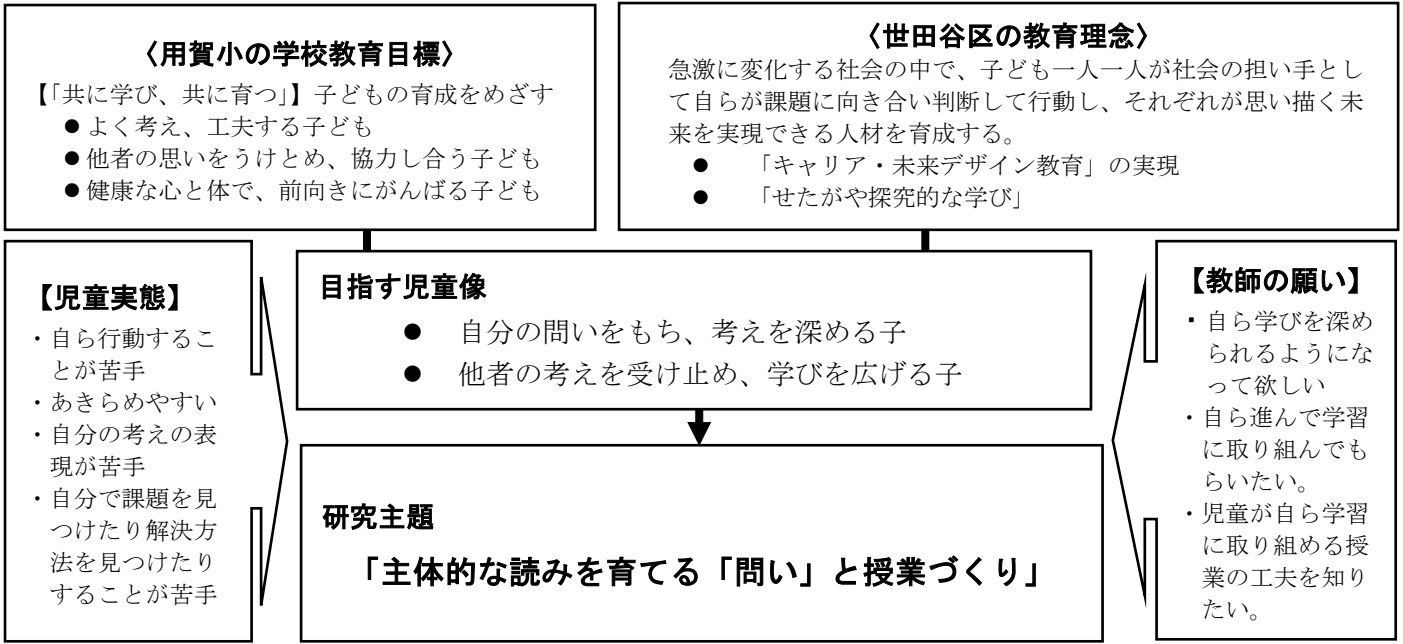 〈用賀小の学校教育目標〉
【「共に学び、共に育つ」】子どもの育成をめざす
● よく考え、工夫する子ども
● 他者の思いをうけとめ、協力し合う子ども
● 健康な心と体で、前向きにがんばる子ども
〈世田谷区の教育理念〉
急激に変化する社会の中で、子ども一人一人が社会の担い手とし
て自らが課題に向き合い判断して行動し、それぞれが思い描く未
来を実現できる人材を育成する。
● 「キャリア・未来デザイン教育」の実現
● 「せたがや探究的な学び」
【児童実態】
・自ら行動するこ
とが苦手
・あきらめやすい
・自分の考えの表
現が苦手
・自分で課題を見
つけたり解決方
法を見つけたり
することが苦手
目指す児童像
● 自分の問いをもち、考えを深める子
● 他者の考えを受け止め、学びを広げる子
【教師の願い】
・自ら学びを深め
られるようにな
って欲しい
・自ら進んで学習
に取り組んでも
らいたい。
・児童が自ら学習
に取り組める授
業の工夫を知り
たい。
研究主題
「主体的な読みを育てる「問い」と授業づくり」